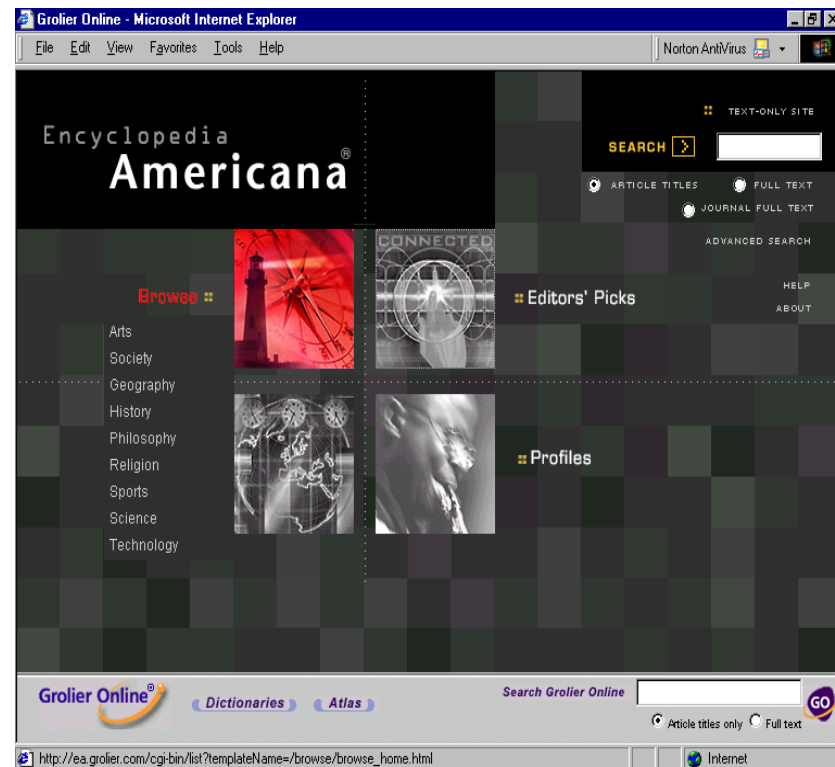 Grolier Online - Microsoft Internet Explorer
File Edit View Favorites Tools Help
Norton AntiVirus
TEXT-ONLY SITE
Encyclopedia
Americana®
SEARCH
ARTICLE TITLES FULL TEXT
JOURNAL FULL TEXT
ADVANCED SEARCH
CONNECTED
HELP
ABOUT
Browse
Editors' Picks
Arts
Society
Geography
History
Philosophy
Religion
Sports
Science
Technology
Profiles
Grolier Online®
Dictionaries
Atlas
Search Grolier Online
GO
Article titles only Full text
http://ea.grolier.com/cgi-bin/list?templateName=/browse/browse_home.html
Internet